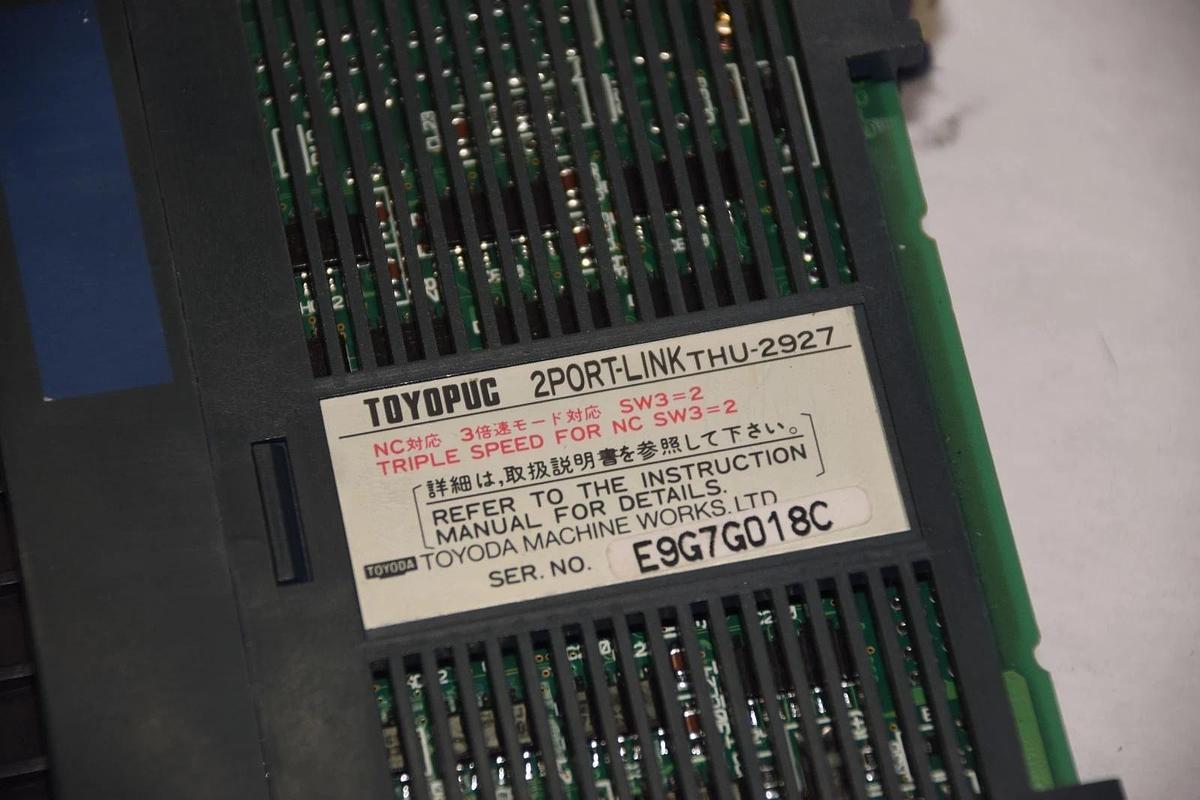 TOYOPUC 2PORT-LINK THU-2927
NC対応 3倍速モード対応 SW3=2
TRIPLE SPEED FOR NC SW3=2
詳細は,取扱説明書を参照して下さい。
REFER TO THE INSTRUCTION
MANUAL FOR DETAILS.
TOYODA TOYODA MACHINE WORKS. LTD
SER. NO. E9G7G018C